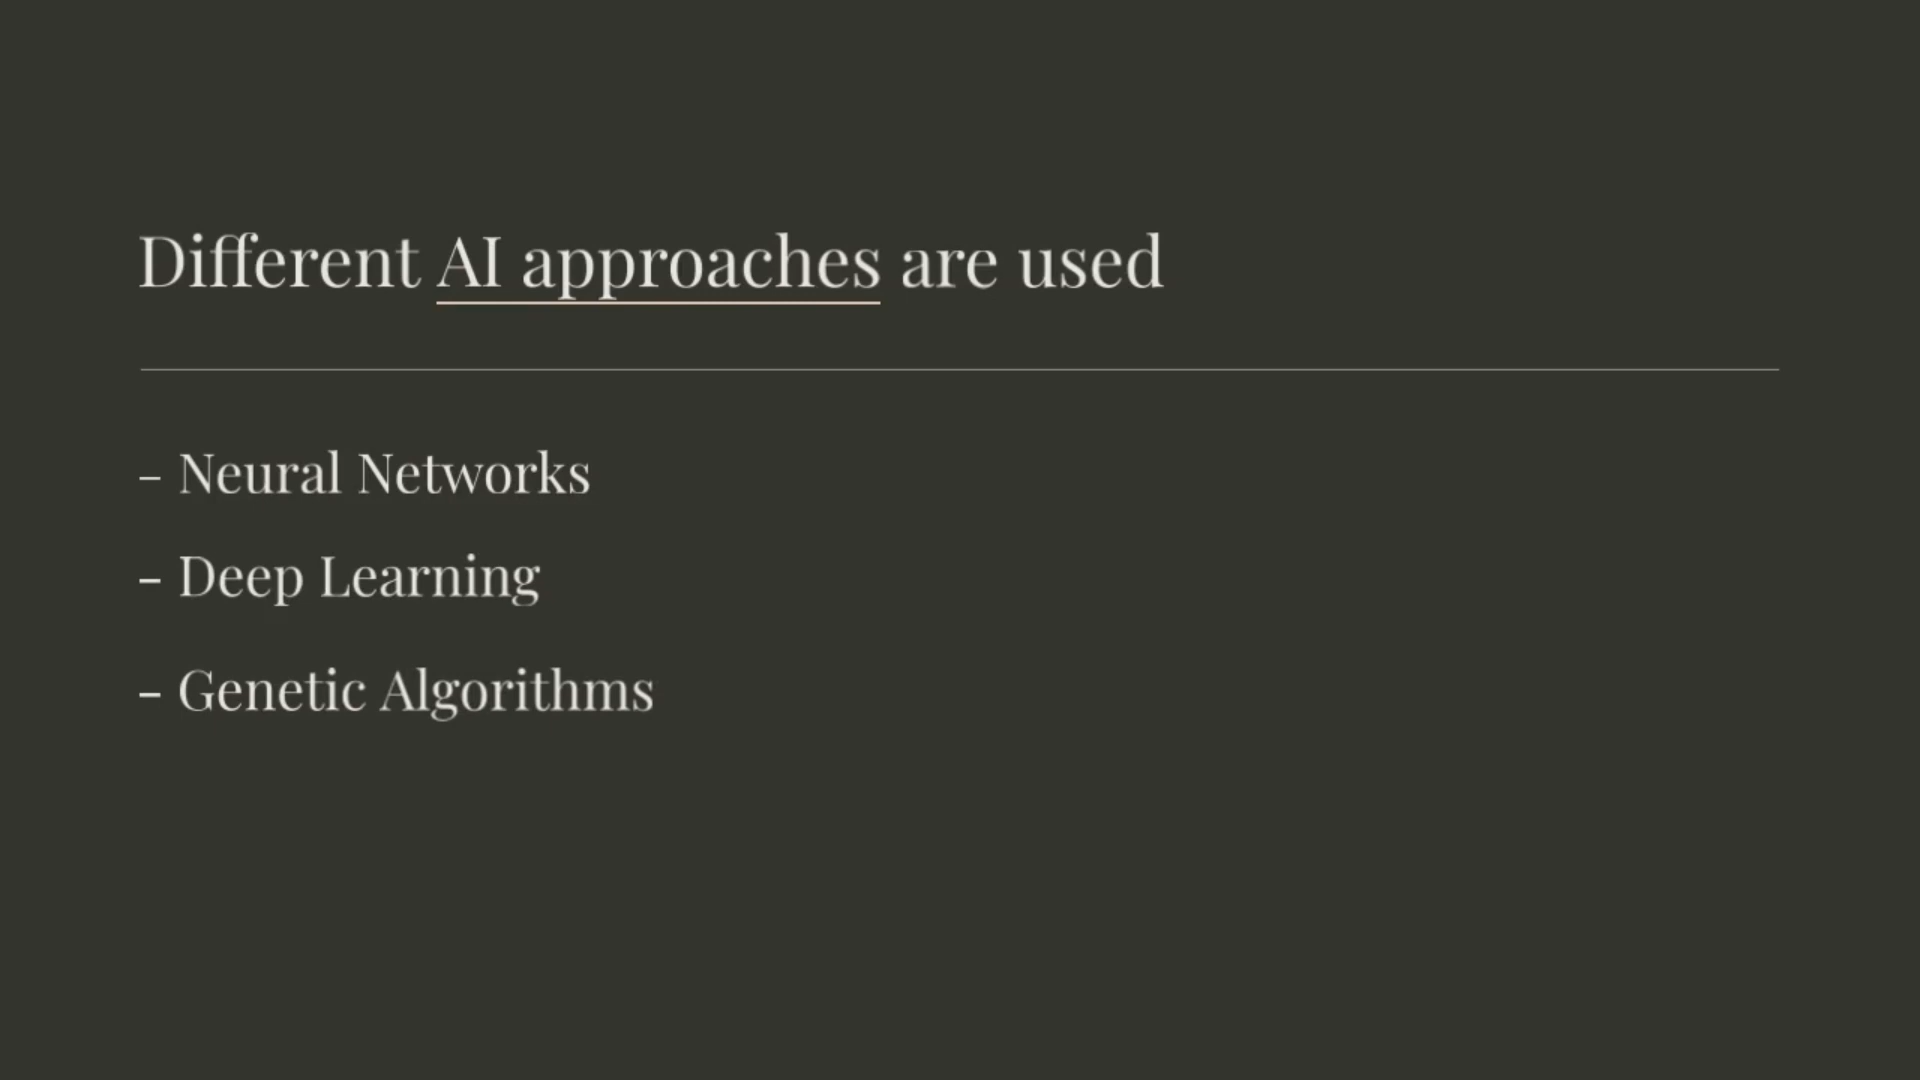 Different AI approaches are used
– Neural Networks
– Deep Learning
– Genetic Algorithms